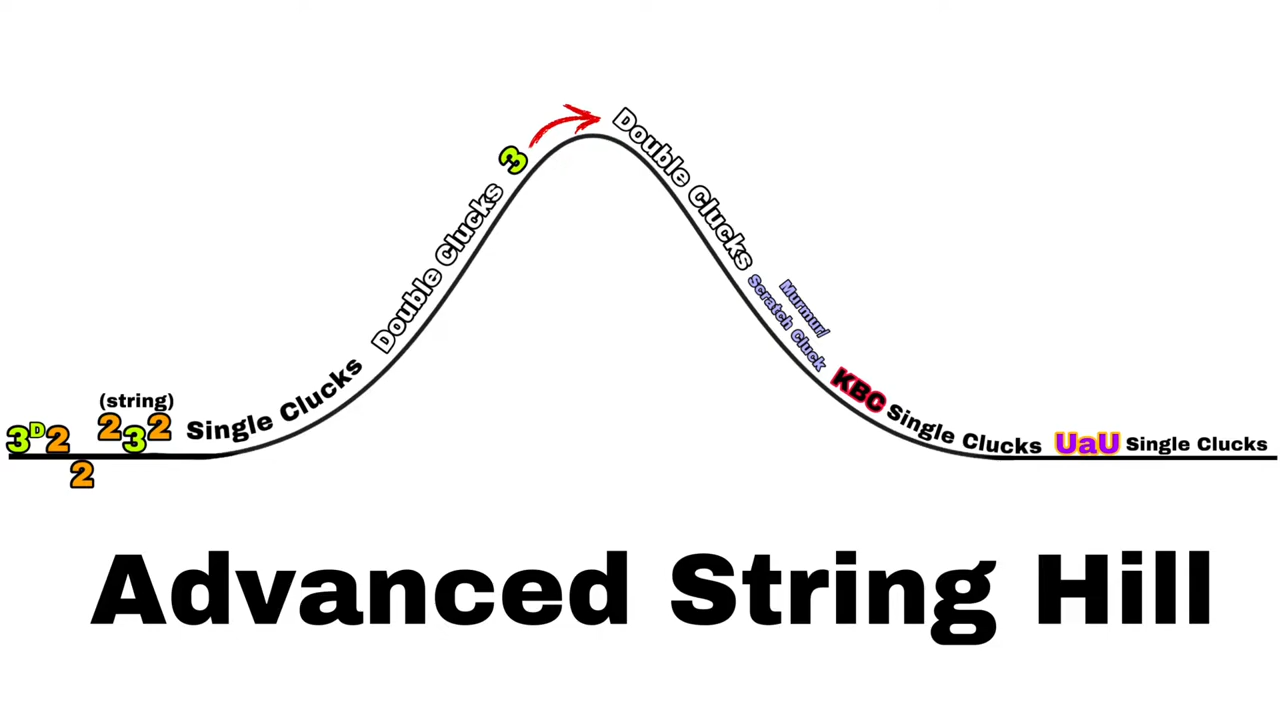 3ᴰ2
2
(string)
232
Single Clucks
Double Clucks 3
Double Clucks
Murmur/
Scratch Cluck
KBC Single Clucks
UaU Single Clucks
Advanced String Hill